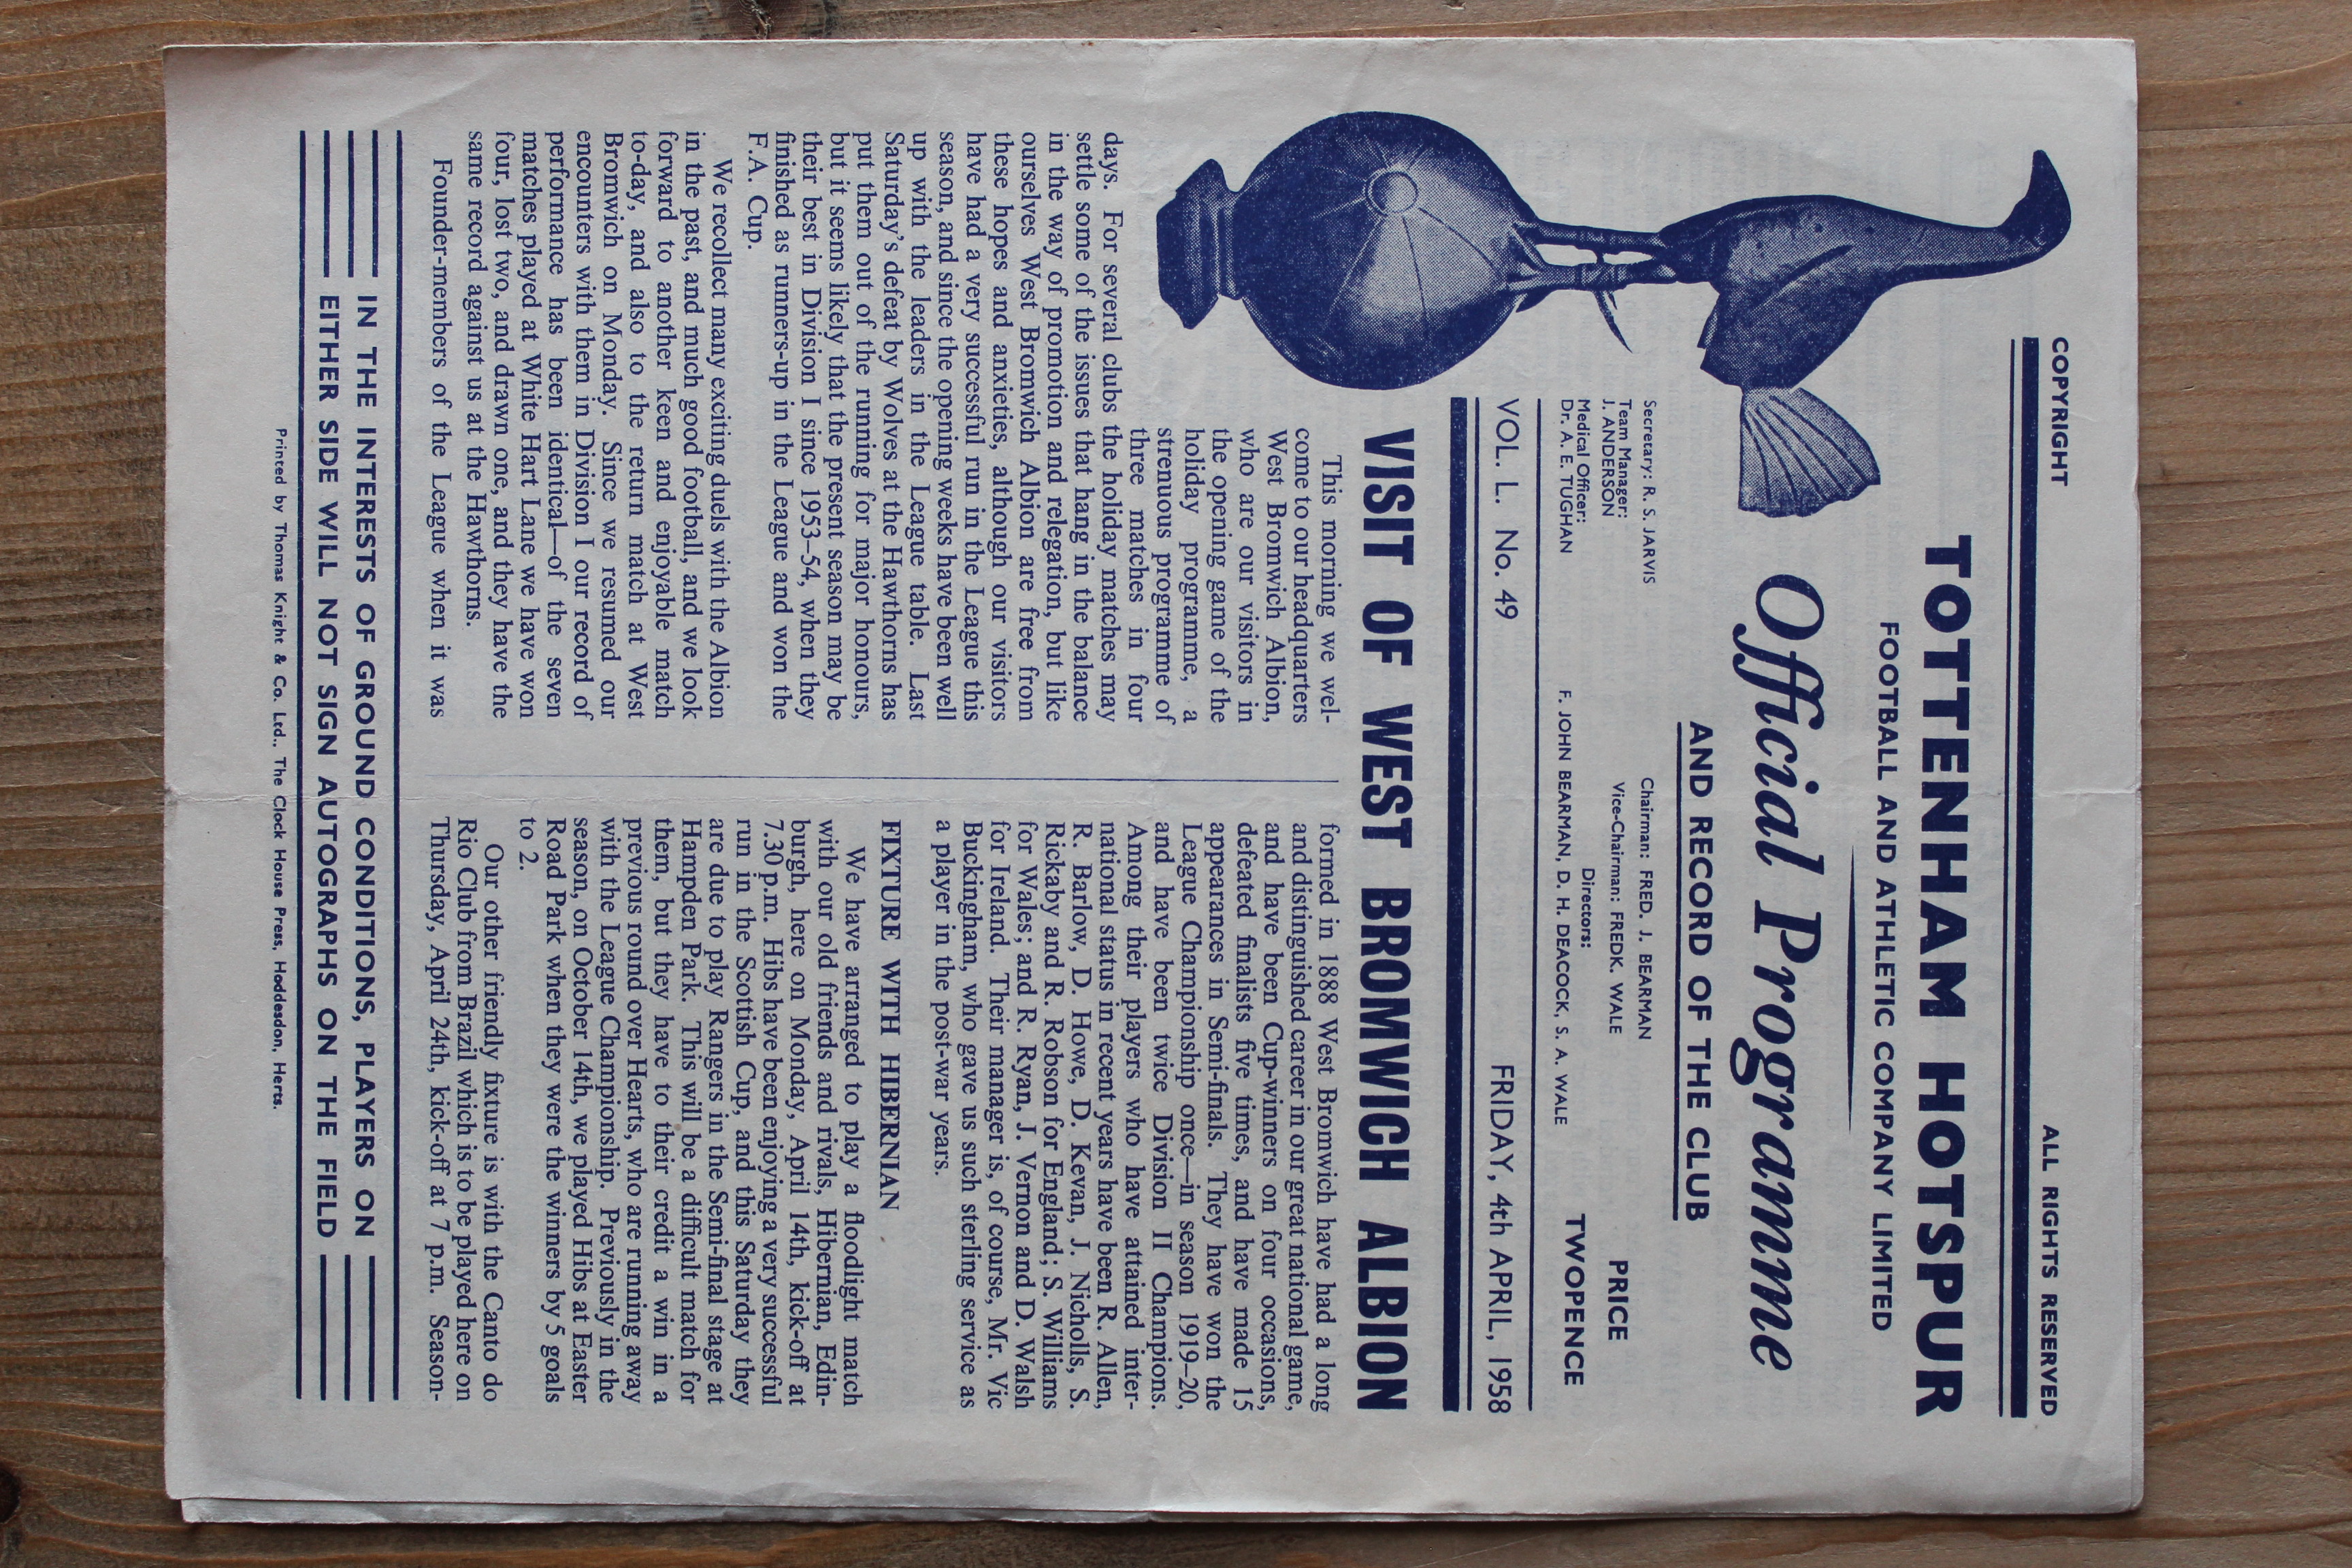 COPYRIGHT ALL RIGHTS RESERVED
TOTTENHAM HOTSPUR
FOOTBALL AND ATHLETIC COMPANY LIMITED
Official Programme
AND RECORD OF THE CLUB
Secretary: R. S. JARVIS
Team Manager:
J. ANDERSON
Medical Officer:
Dr. A. E. TUGHAN
Chairman: FRED. J. BEARMAN
Vice-Chairman: FREDK. WALE
Directors:
F. JOHN BEARMAN, D. H. DEACOCK, S. A. WALE
PRICE
TWOPENCE
VOL. L. No. 49 FRIDAY, 4th APRIL, 1958
VISIT OF WEST BROMWICH ALBION
This morning we wel-
come to our headquarters
West Bromwich Albion,
who are our visitors in
the opening game of the
holiday programme, a
strenuous programme of
three matches in four
days. For several clubs the holiday matches may
settle some of the issues that hang in the balance
in the way of promotion and relegation, but like
ourselves West Bromwich Albion are free from
these hopes and anxieties, although our visitors
have had a very successful run in the League this
season, and since the opening weeks have been well
up with the leaders in the League table. Last
Saturday's defeat by Wolves at the Hawthorns has
put them out of the running for major honours,
but it seems likely that the present season may be
their best in Division I since 1953–54, when they
finished as runners-up in the League and won the
F.A. Cup.
We recollect many exciting duels with the Albion
in the past, and much good football, and we look
forward to another keen and enjoyable match
to-day, and also to the return match at West
Bromwich on Monday. Since we resumed our
encounters with them in Division I our record of
performance has been identical—of the seven
matches played at White Hart Lane we have won
four, lost two, and drawn one, and they have the
same record against us at the Hawthorns.
Founder-members of the League when it was
formed in 1888 West Bromwich have had a long
and distinguished career in our great national game,
and have been Cup-winners on four occasions,
defeated finalists five times, and have made 15
appearances in Semi-finals. They have won the
League Championship once—in season 1919–20,
and have been twice Division II Champions.
Among their players who have attained inter-
national status in recent years have been R. Allen,
R. Barlow, D. Howe, D. Kevan, J. Nicholls, S.
Rickaby and R. Robson for England; S. Williams
for Wales; and R. Ryan, J. Vernon and D. Walsh
for Ireland. Their manager is, of course, Mr. Vic
Buckingham, who gave us such sterling service as
a player in the post-war years.
FIXTURE WITH HIBERNIAN
We have arranged to play a floodlight match
with our old friends and rivals, Hibernian, Edin-
burgh, here on Monday, April 14th, kick-off at
7.30 p.m. Hibs have been enjoying a very successful
run in the Scottish Cup, and this Saturday they
are due to play Rangers in the Semi-final stage at
Hampden Park. This will be a difficult match for
them, but they have to their credit a win in a
previous round over Hearts, who are running away
with the League Championship. Previously in the
season, on October 14th, we played Hibs at Easter
Road Park when they were the winners by 5 goals
to 2.
Our other friendly fixture is with the Canto do
Rio Club from Brazil which is to be played here on
Thursday, April 24th, kick-off at 7 p.m. Season-
IN THE INTERESTS OF GROUND CONDITIONS, PLAYERS ON
EITHER SIDE WILL NOT SIGN AUTOGRAPHS ON THE FIELD
Printed by Thomas Knight & Co. Ltd., The Clock House Press, Hoddesdon, Herts.